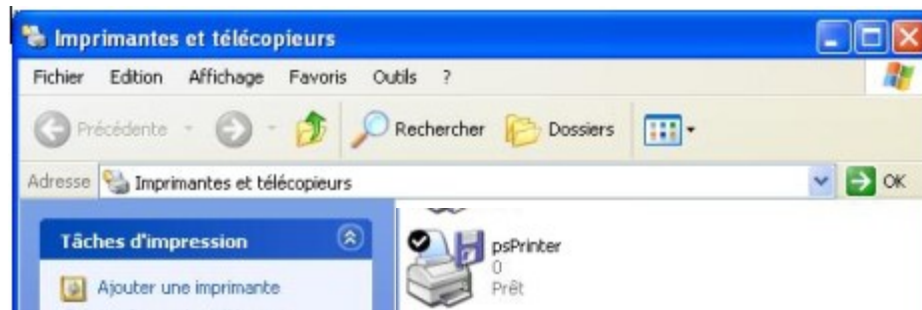 Imprimantes et télécopieurs
Fichier Edition Affichage Favoris Outils ?
Précédente Rechercher Dossiers
Adresse Imprimantes et télécopieurs OK
Tâches d'impression
Ajouter une imprimante
psPrinter
0
Prêt